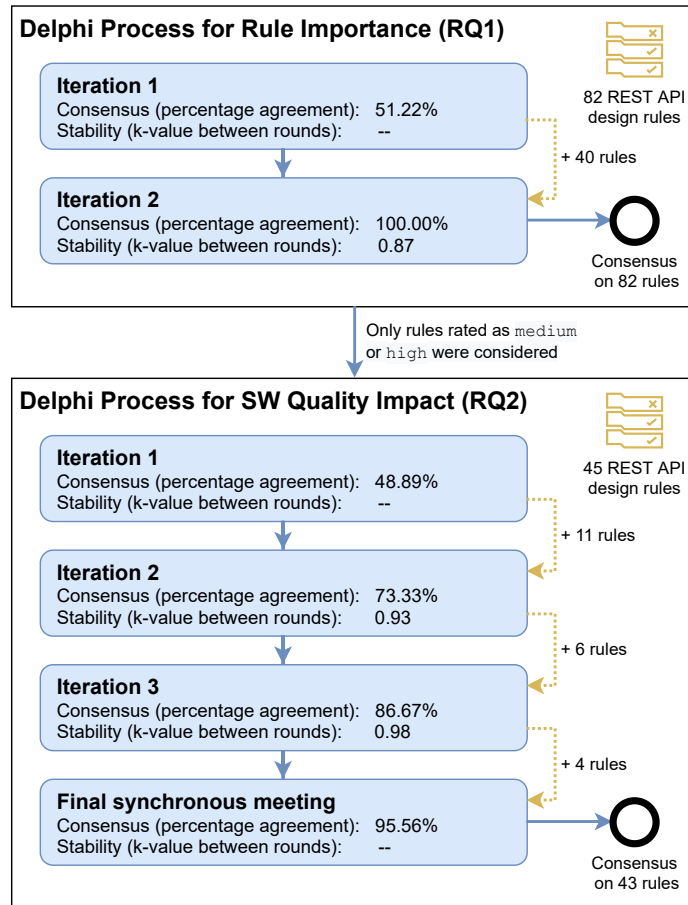 Delphi Process for Rule Importance (RQ1)
82 REST API
design rules
Iteration 1
Consensus (percentage agreement): 51.22%
Stability (k-value between rounds): --
+ 40 rules
Iteration 2
Consensus (percentage agreement): 100.00%
Stability (k-value between rounds): 0.87
Consensus
on 82 rules
Only rules rated as medium
or high were considered
Delphi Process for SW Quality Impact (RQ2)
45 REST API
design rules
Iteration 1
Consensus (percentage agreement): 48.89%
Stability (k-value between rounds): --
+ 11 rules
Iteration 2
Consensus (percentage agreement): 73.33%
Stability (k-value between rounds): 0.93
+ 6 rules
Iteration 3
Consensus (percentage agreement): 86.67%
Stability (k-value between rounds): 0.98
+ 4 rules
Final synchronous meeting
Consensus (percentage agreement): 95.56%
Stability (k-value between rounds): --
Consensus
on 43 rules